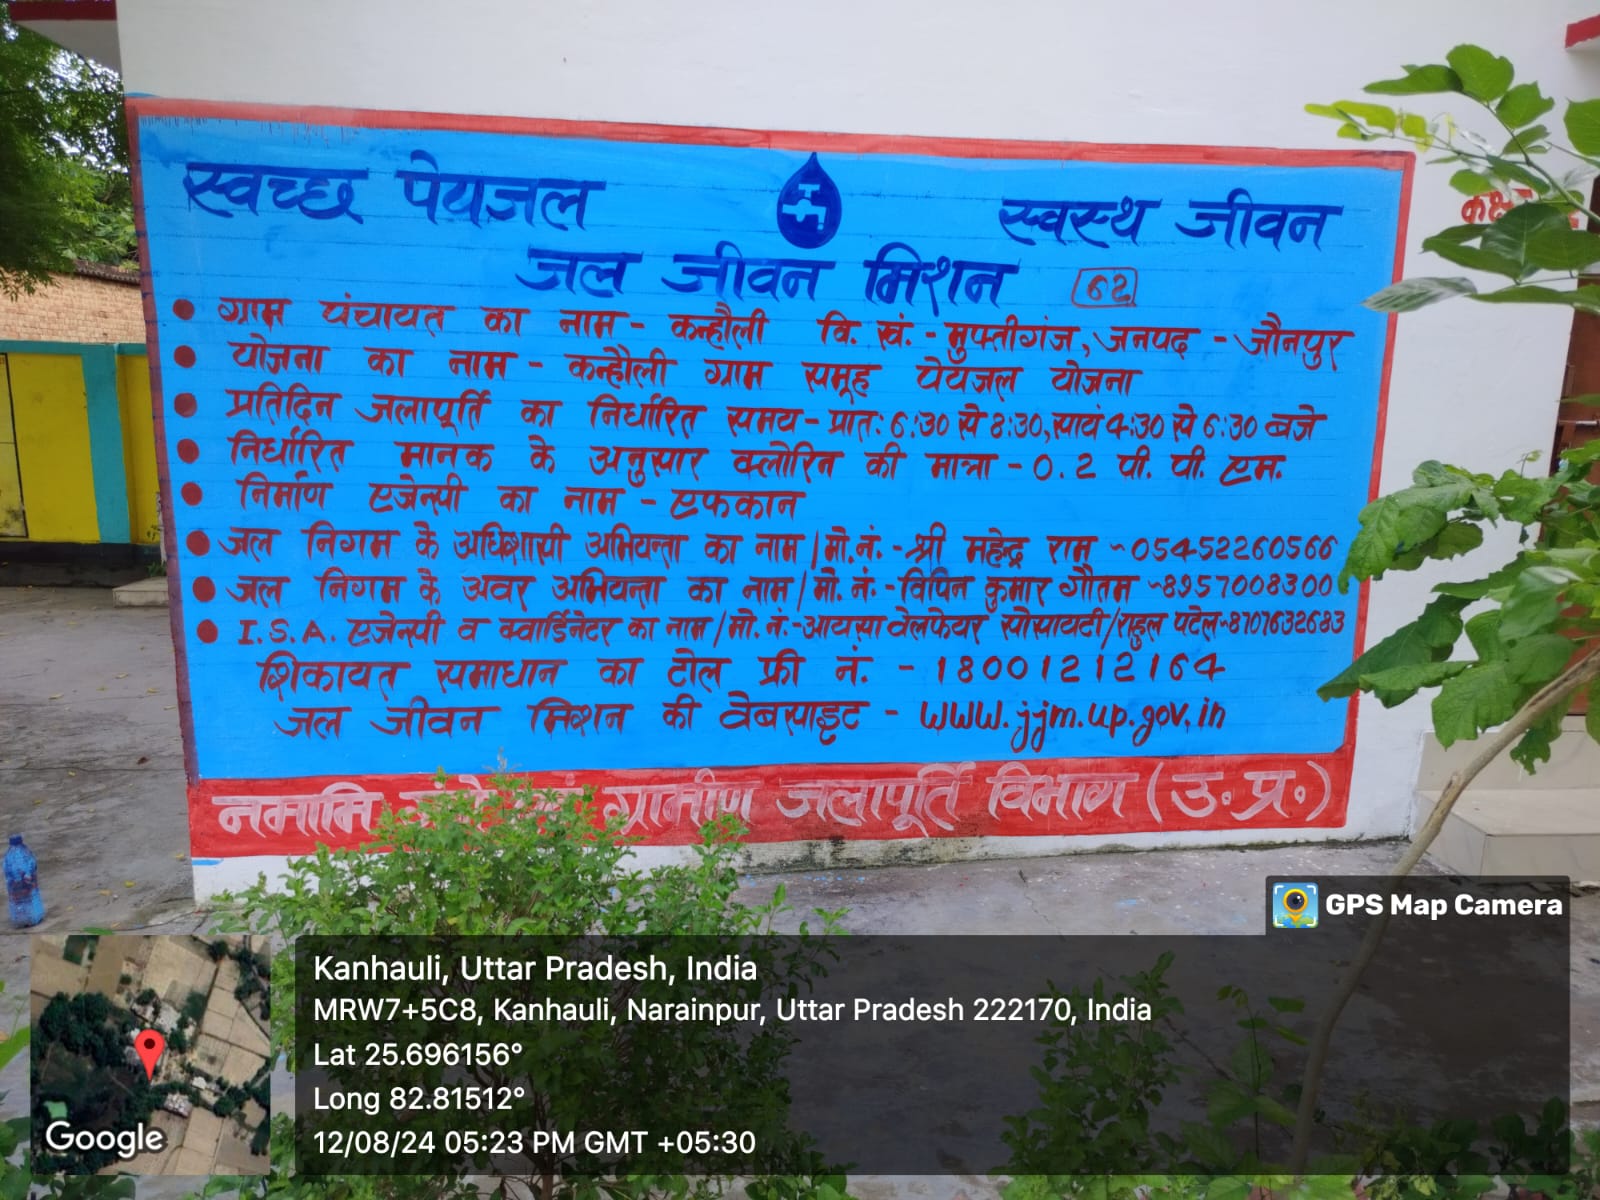 स्वच्छ पेयजल
स्वस्थ जीवन
जल जीवन मिशन 62
• ग्राम पंचायत का नाम - कन्हौली वि. खं. - मुफ्तीगंज, जनपद - जौनपुर
• योजना का नाम - कन्हौली ग्राम समूह पेयजल योजना
• प्रतिदिन जलापूर्ति का निर्धारित समय - प्रातः 6:30 से 8:30, सायं 4:30 से 6:30 बजे
• निर्धारित मानक के अनुसार क्लोरिन की मात्रा - 0.2 पी. पी. एम.
• निर्माण एजेन्सी का नाम - एफकान
• जल निगम के अधिशासी अभियन्ता का नाम / मो. नं. - श्री महेन्द्र राम - 05452260566
• जल निगम के अवर अभियन्ता का नाम / मो. नं. - विपिन कुमार गौतम - 8957008300
• I.S.A. एजेन्सी व क्वार्डिनेटर का नाम / मो. नं. - आयसा वेलफेयर सोसायटी / राहुल पटेल - 8707632683
शिकायत समाधान का टोल फ्री नं. - 18001212164
जल जीवन मिशन की वेबसाइट - www.jjm.up.gov.in
नमामि ग्रामीण जलापूर्ति विभाग (उ.प्र.)
GPS Map Camera
Kanhauli, Uttar Pradesh, India
MRW7+5C8, Kanhauli, Narainpur, Uttar Pradesh 222170, India
Lat 25.696156°
Long 82.81512°
12/08/24 05:23 PM GMT +05:30
Google